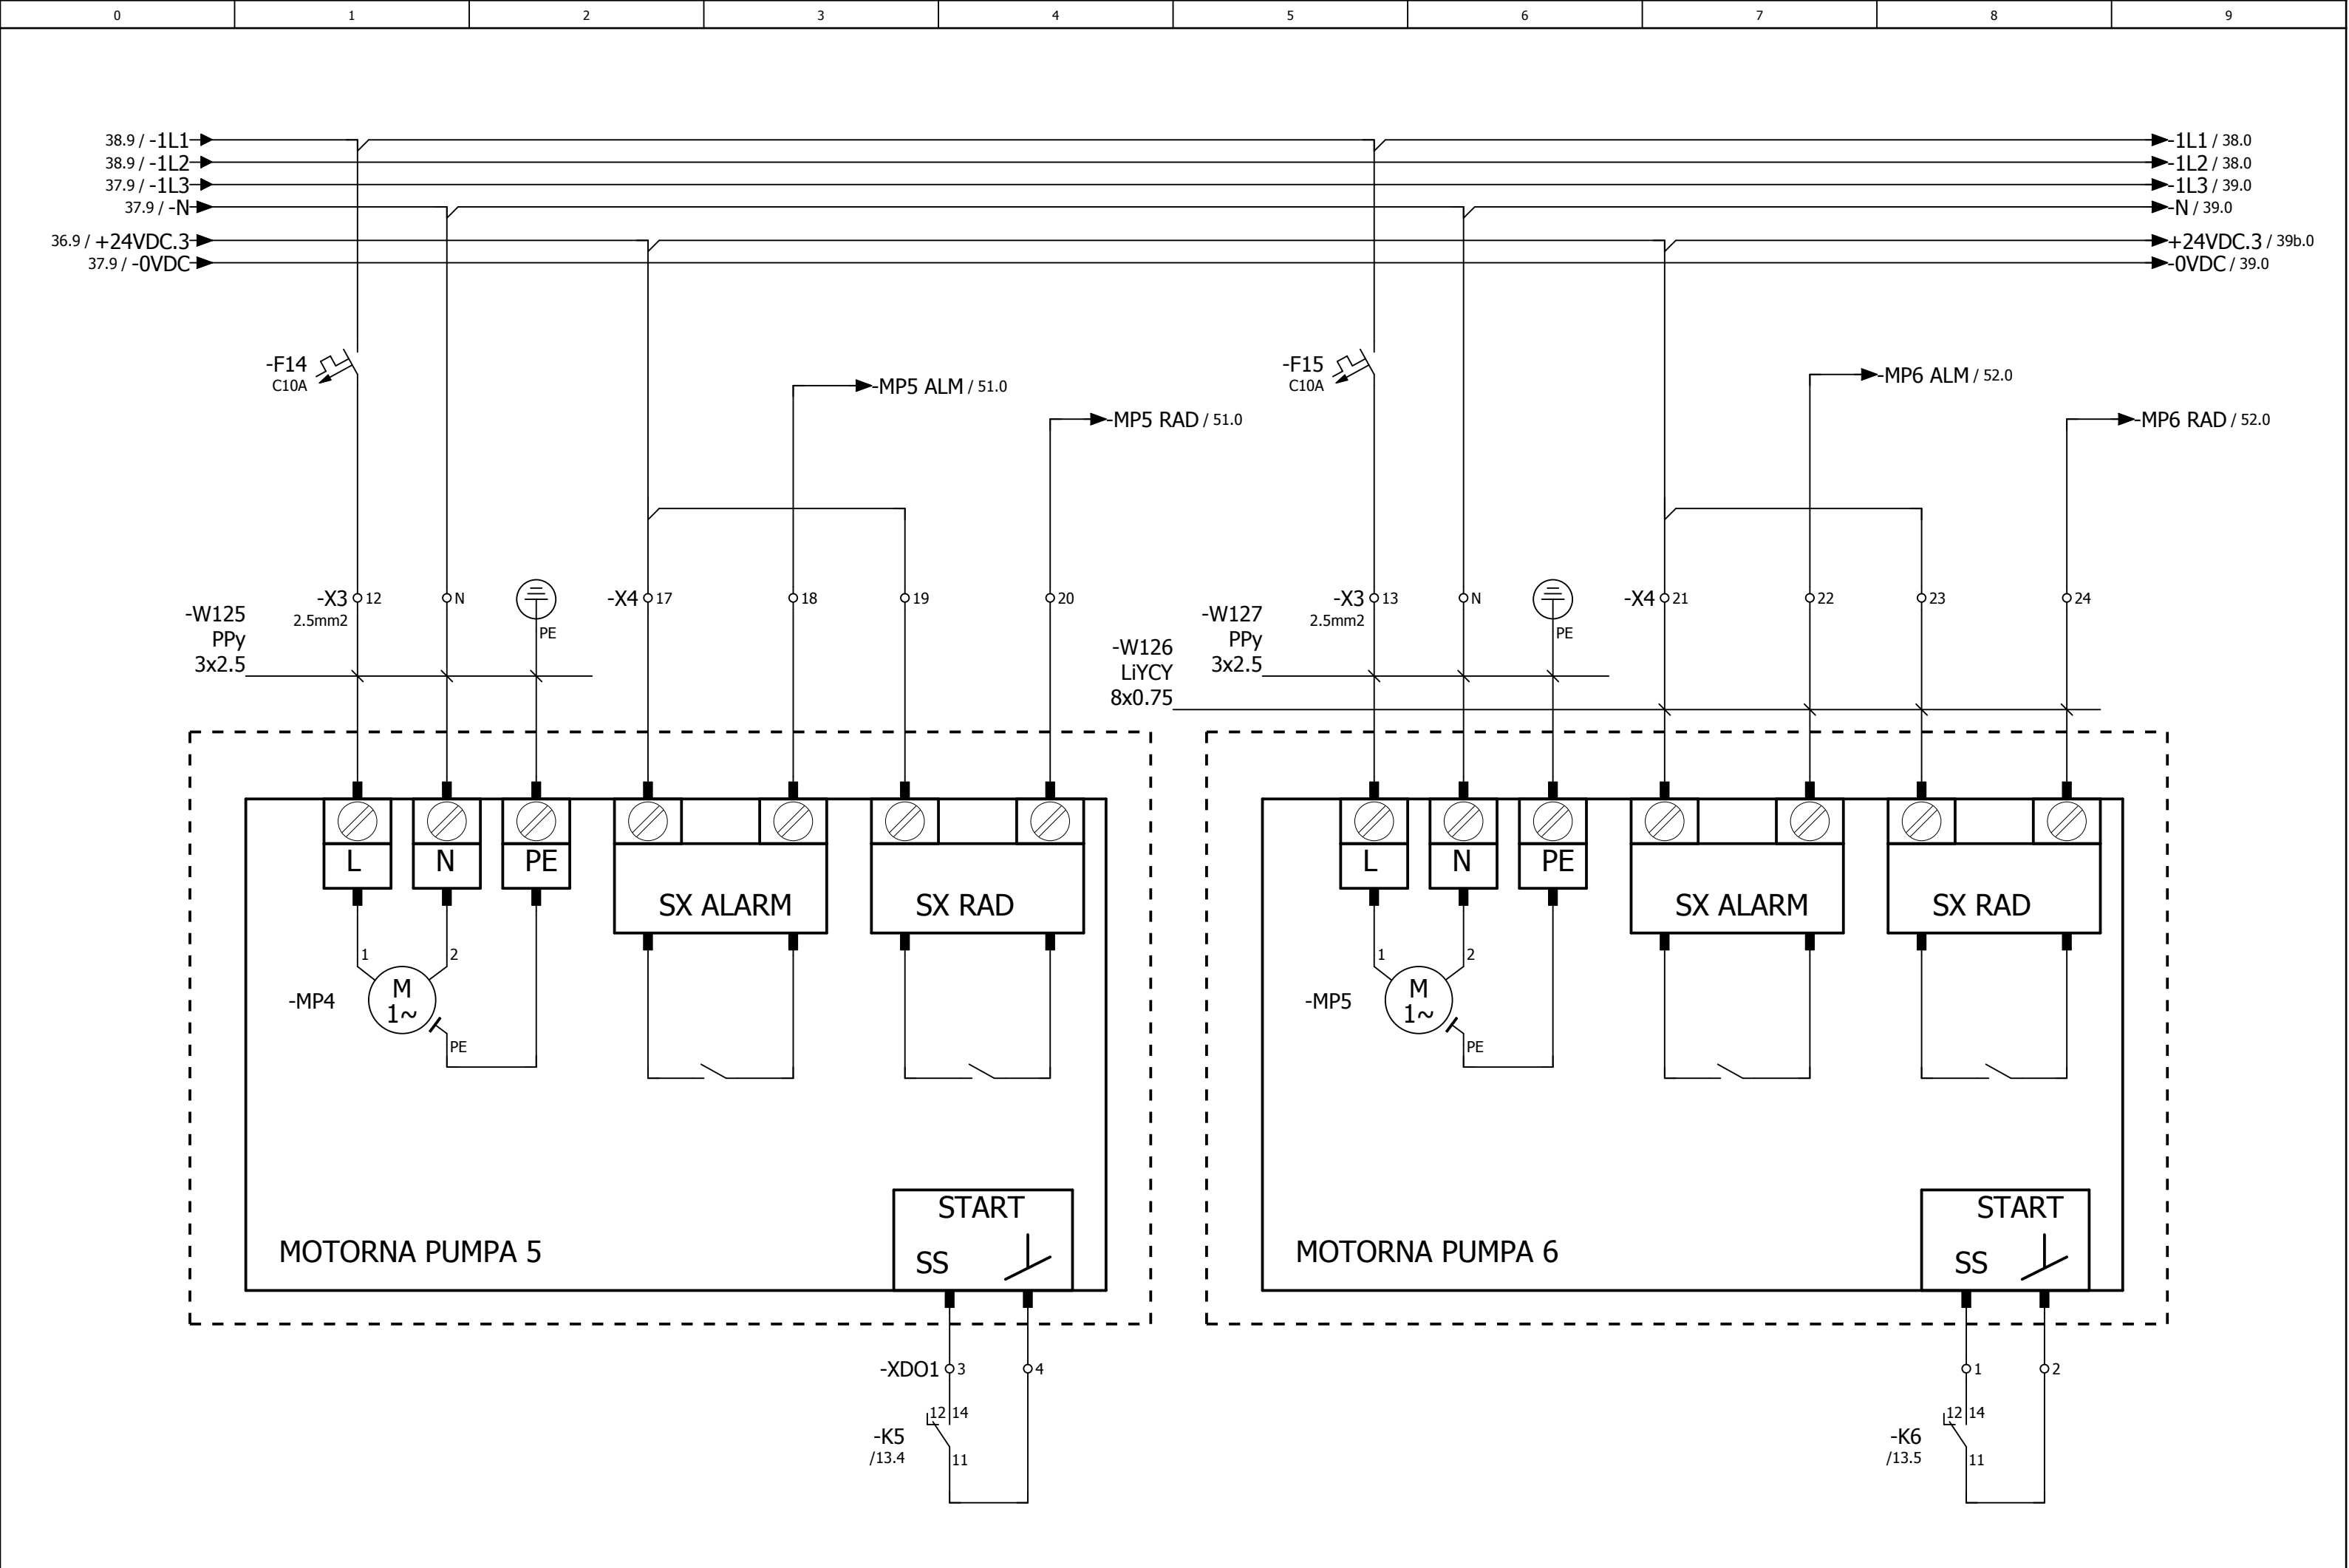 0 1 2 3 4 5 6 7 8 9
38.9 / -1L1 -1L1 / 38.0
38.9 / -1L2 -1L2 / 38.0
37.9 / -1L3 -1L3 / 39.0
37.9 / -N -N / 39.0
36.9 / +24VDC.3 +24VDC.3 / 39b.0
37.9 / -0VDC -0VDC / 39.0
-F14 -F15
C10A C10A
-MP5 ALM / 51.0 -MP6 ALM / 52.0
-MP5 RAD / 51.0 -MP6 RAD / 52.0
-X3 12 N -X4 17 18 19 20 -X3 13 N -X4 21 22 23 24
2.5mm2 2.5mm2
PE PE
-W125
PPy
3x2.5
-W126
LiYCY
8x0.75
-W127
PPy
3x2.5
L N PE L N PE
SX ALARM SX RAD SX ALARM SX RAD
1 2 1 2
-MP4 M -MP5 M
1~ 1~
PE PE
START START
SS SS
MOTORNA PUMPA 5 MOTORNA PUMPA 6
-XDO1 3 4 1 2
12 14 12 14
-K5 -K6
/13.4 /13.5
11 11